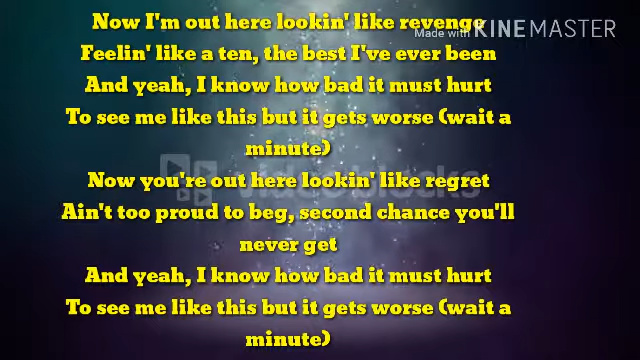 Now I'm out here lookin' like revenge
Made with KINEMASTER
Feelin' like a ten, the best I've ever been
And yeah, I know how bad it must hurt
To see me like this but it gets worse (wait a
minute)
Now you're out here lookin' like regret
Ain't too proud to beg, second chance you'll
never get
And yeah, I know how bad it must hurt
To see me like this but it gets worse (wait a
minute)